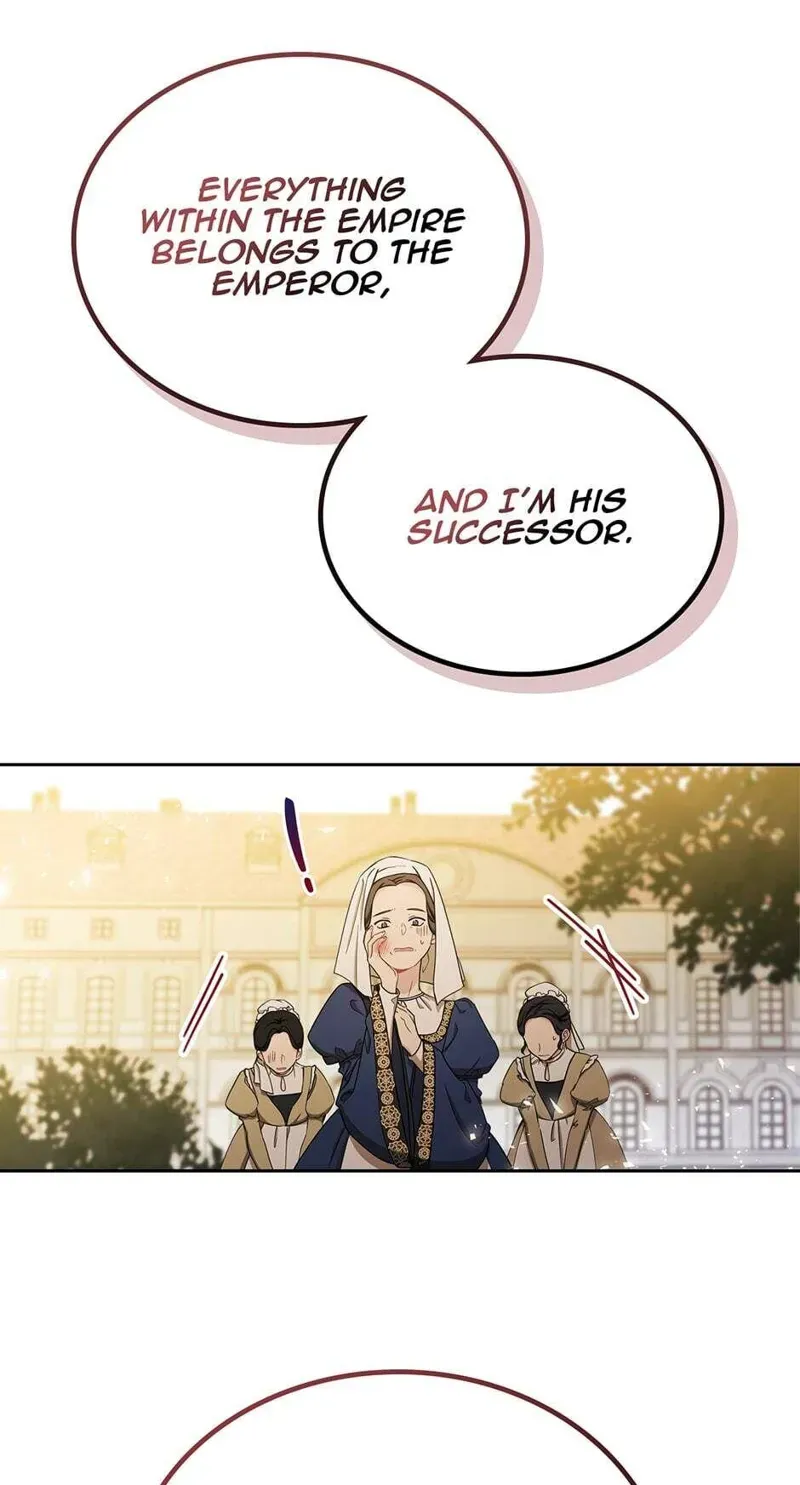 EVERYTHING
WITHIN THE EMPIRE
BELONGS TO THE
EMPEROR,
AND I'M HIS
SUCCESSOR.